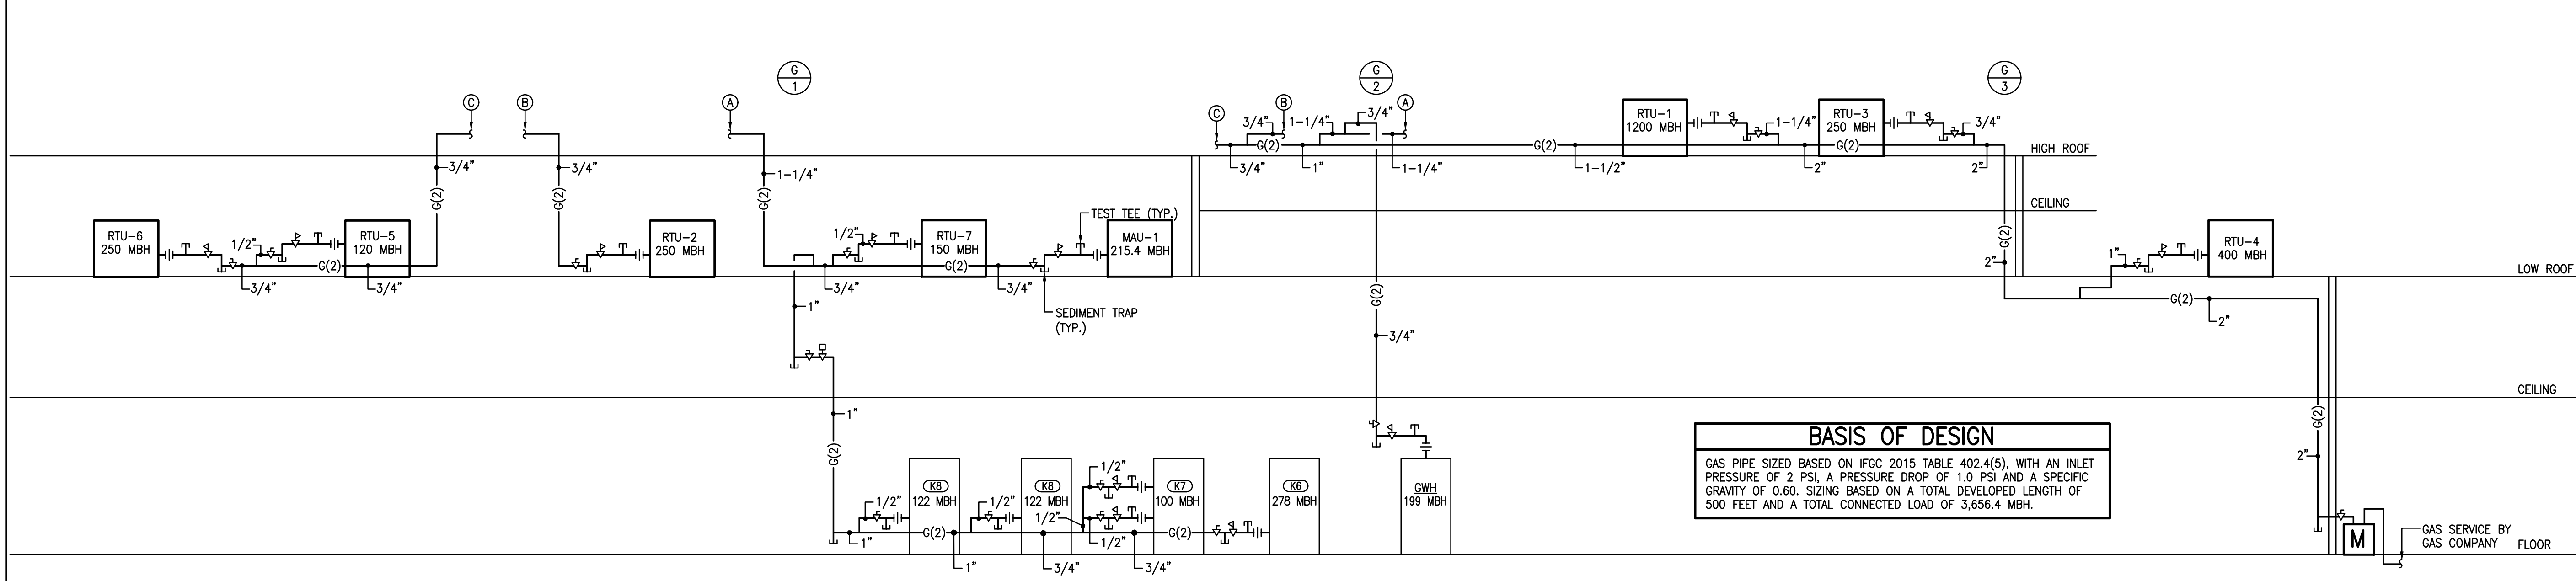 G
1
G
2
G
3
C
B
A
C
B
A
3/4"
3/4"
1-1/4"
G(2)
G(2)
G(2)
3/4"
1-1/4"
3/4"
G(2)
3/4"
1"
1-1/4"
G(2)
1-1/2"
RTU-1
1200 MBH
1-1/4"
2"
RTU-3
250 MBH
G(2)
3/4"
2"
HIGH ROOF
CEILING
RTU-6
250 MBH
1/2"
RTU-5
120 MBH
G(2)
3/4"
3/4"
RTU-2
250 MBH
1/2"
RTU-7
150 MBH
G(2)
3/4"
3/4"
TEST TEE (TYP.)
MAU-1
215.4 MBH
SEDIMENT TRAP
(TYP.)
G(2)
2"
1"
RTU-4
400 MBH
LOW ROOF
G(2)
2"
1"
G(2)
3/4"
CEILING
1"
G(2)
G(2)
2"
1/2"
K8
122 MBH
1/2"
K8
122 MBH
1/2"
1/2"
1/2"
K7
100 MBH
K6
278 MBH
GWH
199 MBH
1"
G(2)
1"
3/4"
3/4"
G(2)
BASIS OF DESIGN
GAS PIPE SIZED BASED ON IFGC 2015 TABLE 402.4(5), WITH AN INLET
PRESSURE OF 2 PSI, A PRESSURE DROP OF 1.0 PSI AND A SPECIFIC
GRAVITY OF 0.60. SIZING BASED ON A TOTAL DEVELOPED LENGTH OF
500 FEET AND A TOTAL CONNECTED LOAD OF 3,656.4 MBH.
M
GAS SERVICE BY
GAS COMPANY
FLOOR